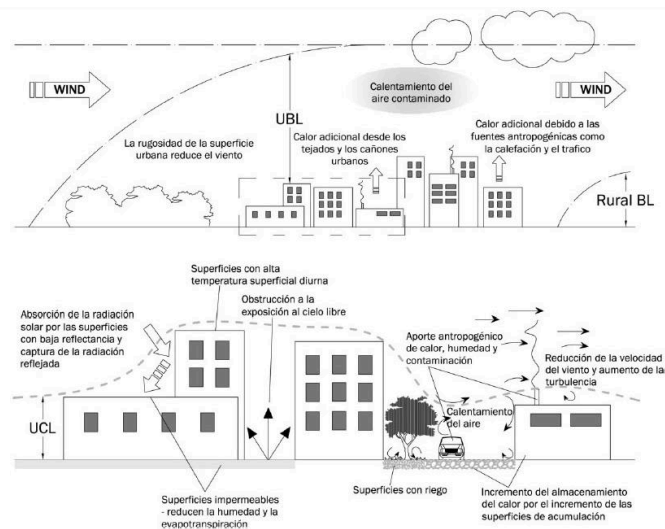 WIND
Calentamiento del
aire contaminado
WIND
UBL
La rugosidad de la superficie
urbana reduce el viento
Calor adicional desde los
tejados y los cañones
urbanos
Calor adicional debido a las
fuentes antropogénicas como
la calefación y el trafico
Rural BL
Superficies con alta
temperatura superficial diurna
Absorción de la radiación
solar por las superficies
con baja reflectancia y
captura de la radiación
reflejada
Obstrucción a la
exposición al cielo libre
Aporte antropogénico
de calor, humedad y
contaminación
Reducción de la velocidad
del viento y aumento de la
turbulencia
UCL
Calentamiento
del aire
Superficies impermeables
- reducen la humedad y la
evapotranspiración
Superficies con riego
Incremento del almacenamiento
del calor por el incremento de las
superficies de acumulación